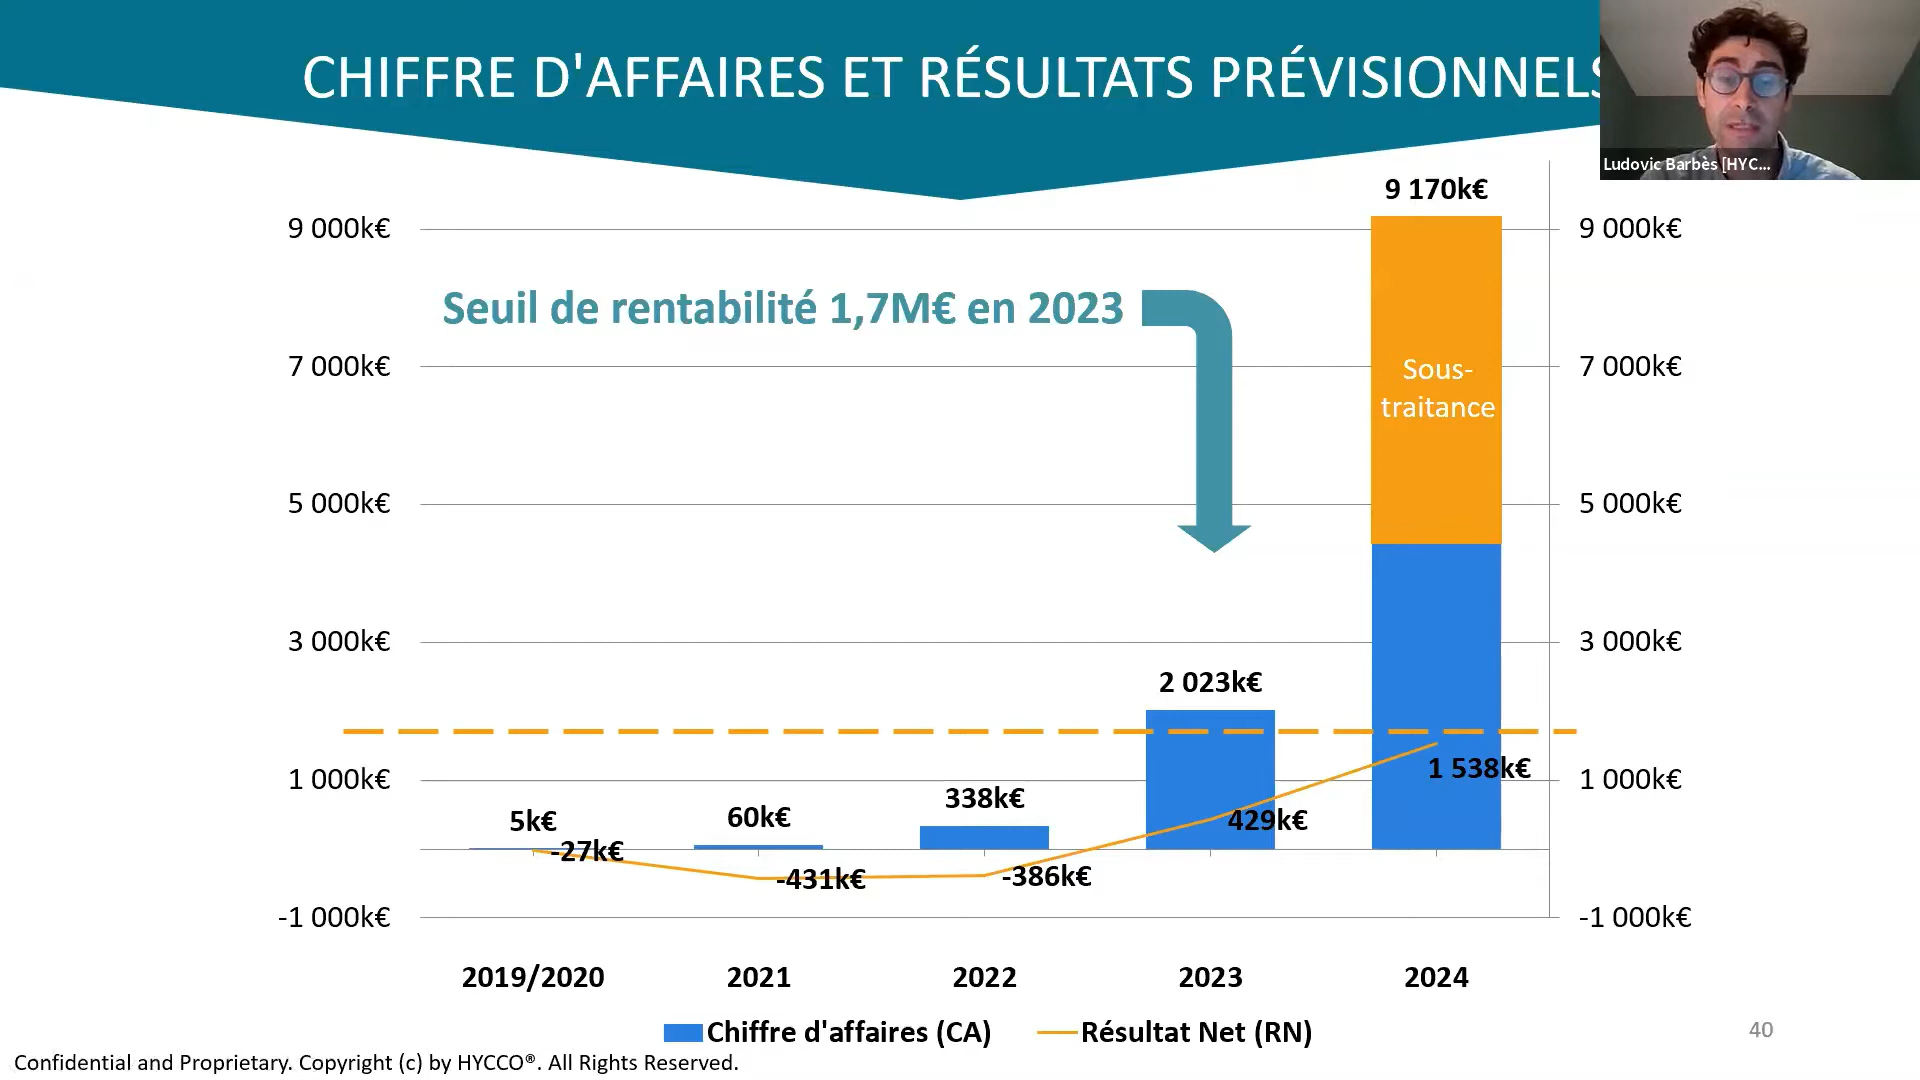 CHIFFRE D'AFFAIRES ET RÉSULTATS PRÉVISIONNELS
Ludovic Barbès [HYC...
9 170k€
9 000k€ 9 000k€
Seuil de rentabilité 1,7M€ en 2023
7 000k€ 7 000k€
Sous-
traitance
5 000k€ 5 000k€
3 000k€ 3 000k€
2 023k€
1 000k€ 1 538k€ 1 000k€
5k€ 60k€ 338k€ 429k€
-27k€ -431k€ -386k€
-1 000k€ -1 000k€
2019/2020 2021 2022 2023 2024
Chiffre d'affaires (CA) Résultat Net (RN)
40
Confidential and Proprietary. Copyright (c) by HYCCO®. All Rights Reserved.